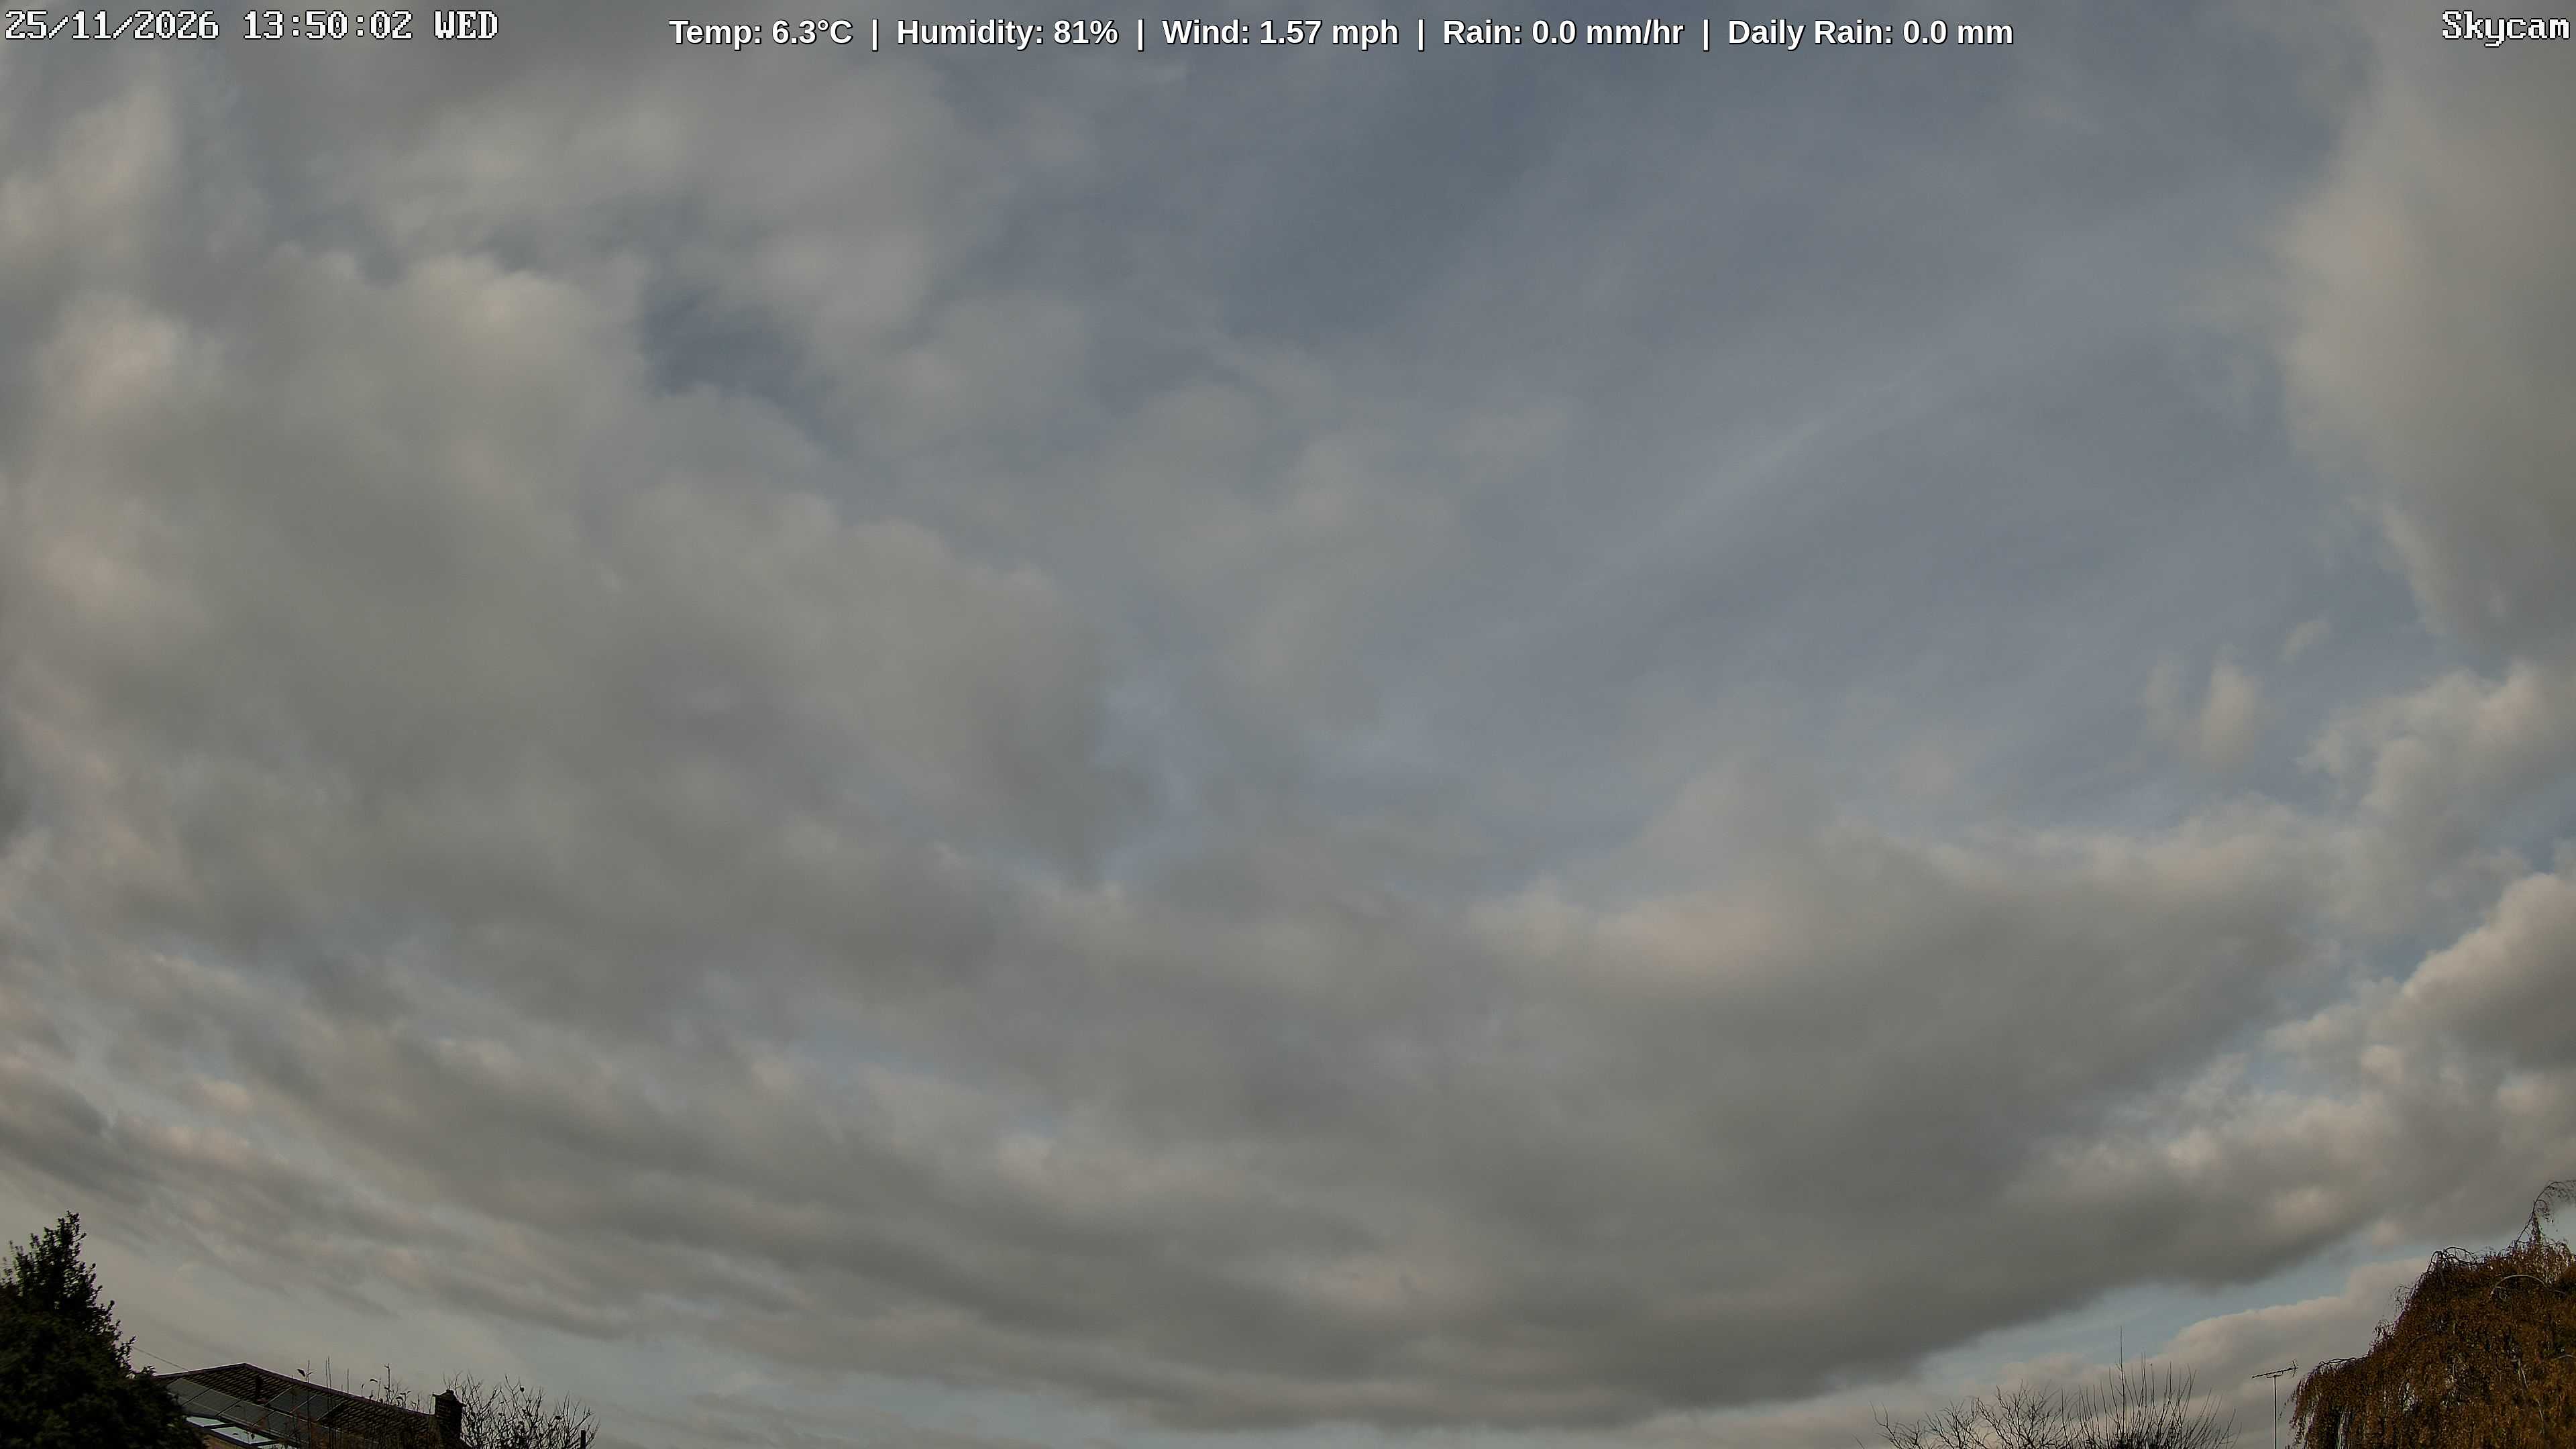 25/11/2026 13:50:02 WED
Temp: 6.3°C | Humidity: 81% | Wind: 1.57 mph | Rain: 0.0 mm/hr | Daily Rain: 0.0 mm
Skycam